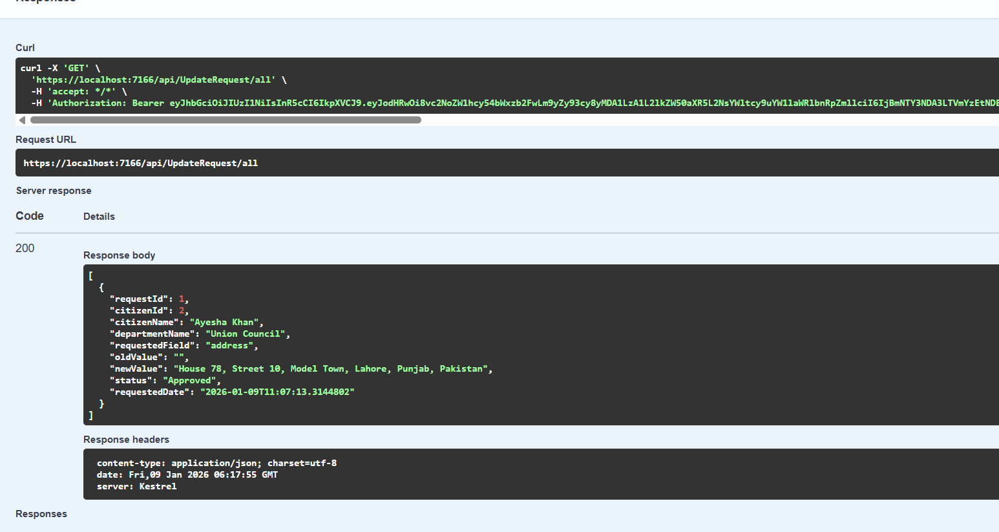 Responses
Curl
curl -X 'GET' \
'https://localhost:7166/api/UpdateRequest/all' \
-H 'accept: */*' \
-H 'Authorization: Bearer
Request URL
https://localhost:7166/api/UpdateRequest/all
Server response
Code Details
200
Response body
[
{
"requestId": 1,
"citizenId": 2,
"citizenName": "Ayesha Khan",
"departmentName": "Union Council",
"requestedField": "address",
"oldValue": "",
"newValue": "House 78, Street 10, Model Town, Lahore, Punjab, Pakistan",
"status": "Approved",
"requestedDate": "2026-01-09T11:07:13.3144802"
}
]
Response headers
content-type: application/json; charset=utf-8
date: Fri,09 Jan 2026 06:17:55 GMT
server: Kestrel
Responses